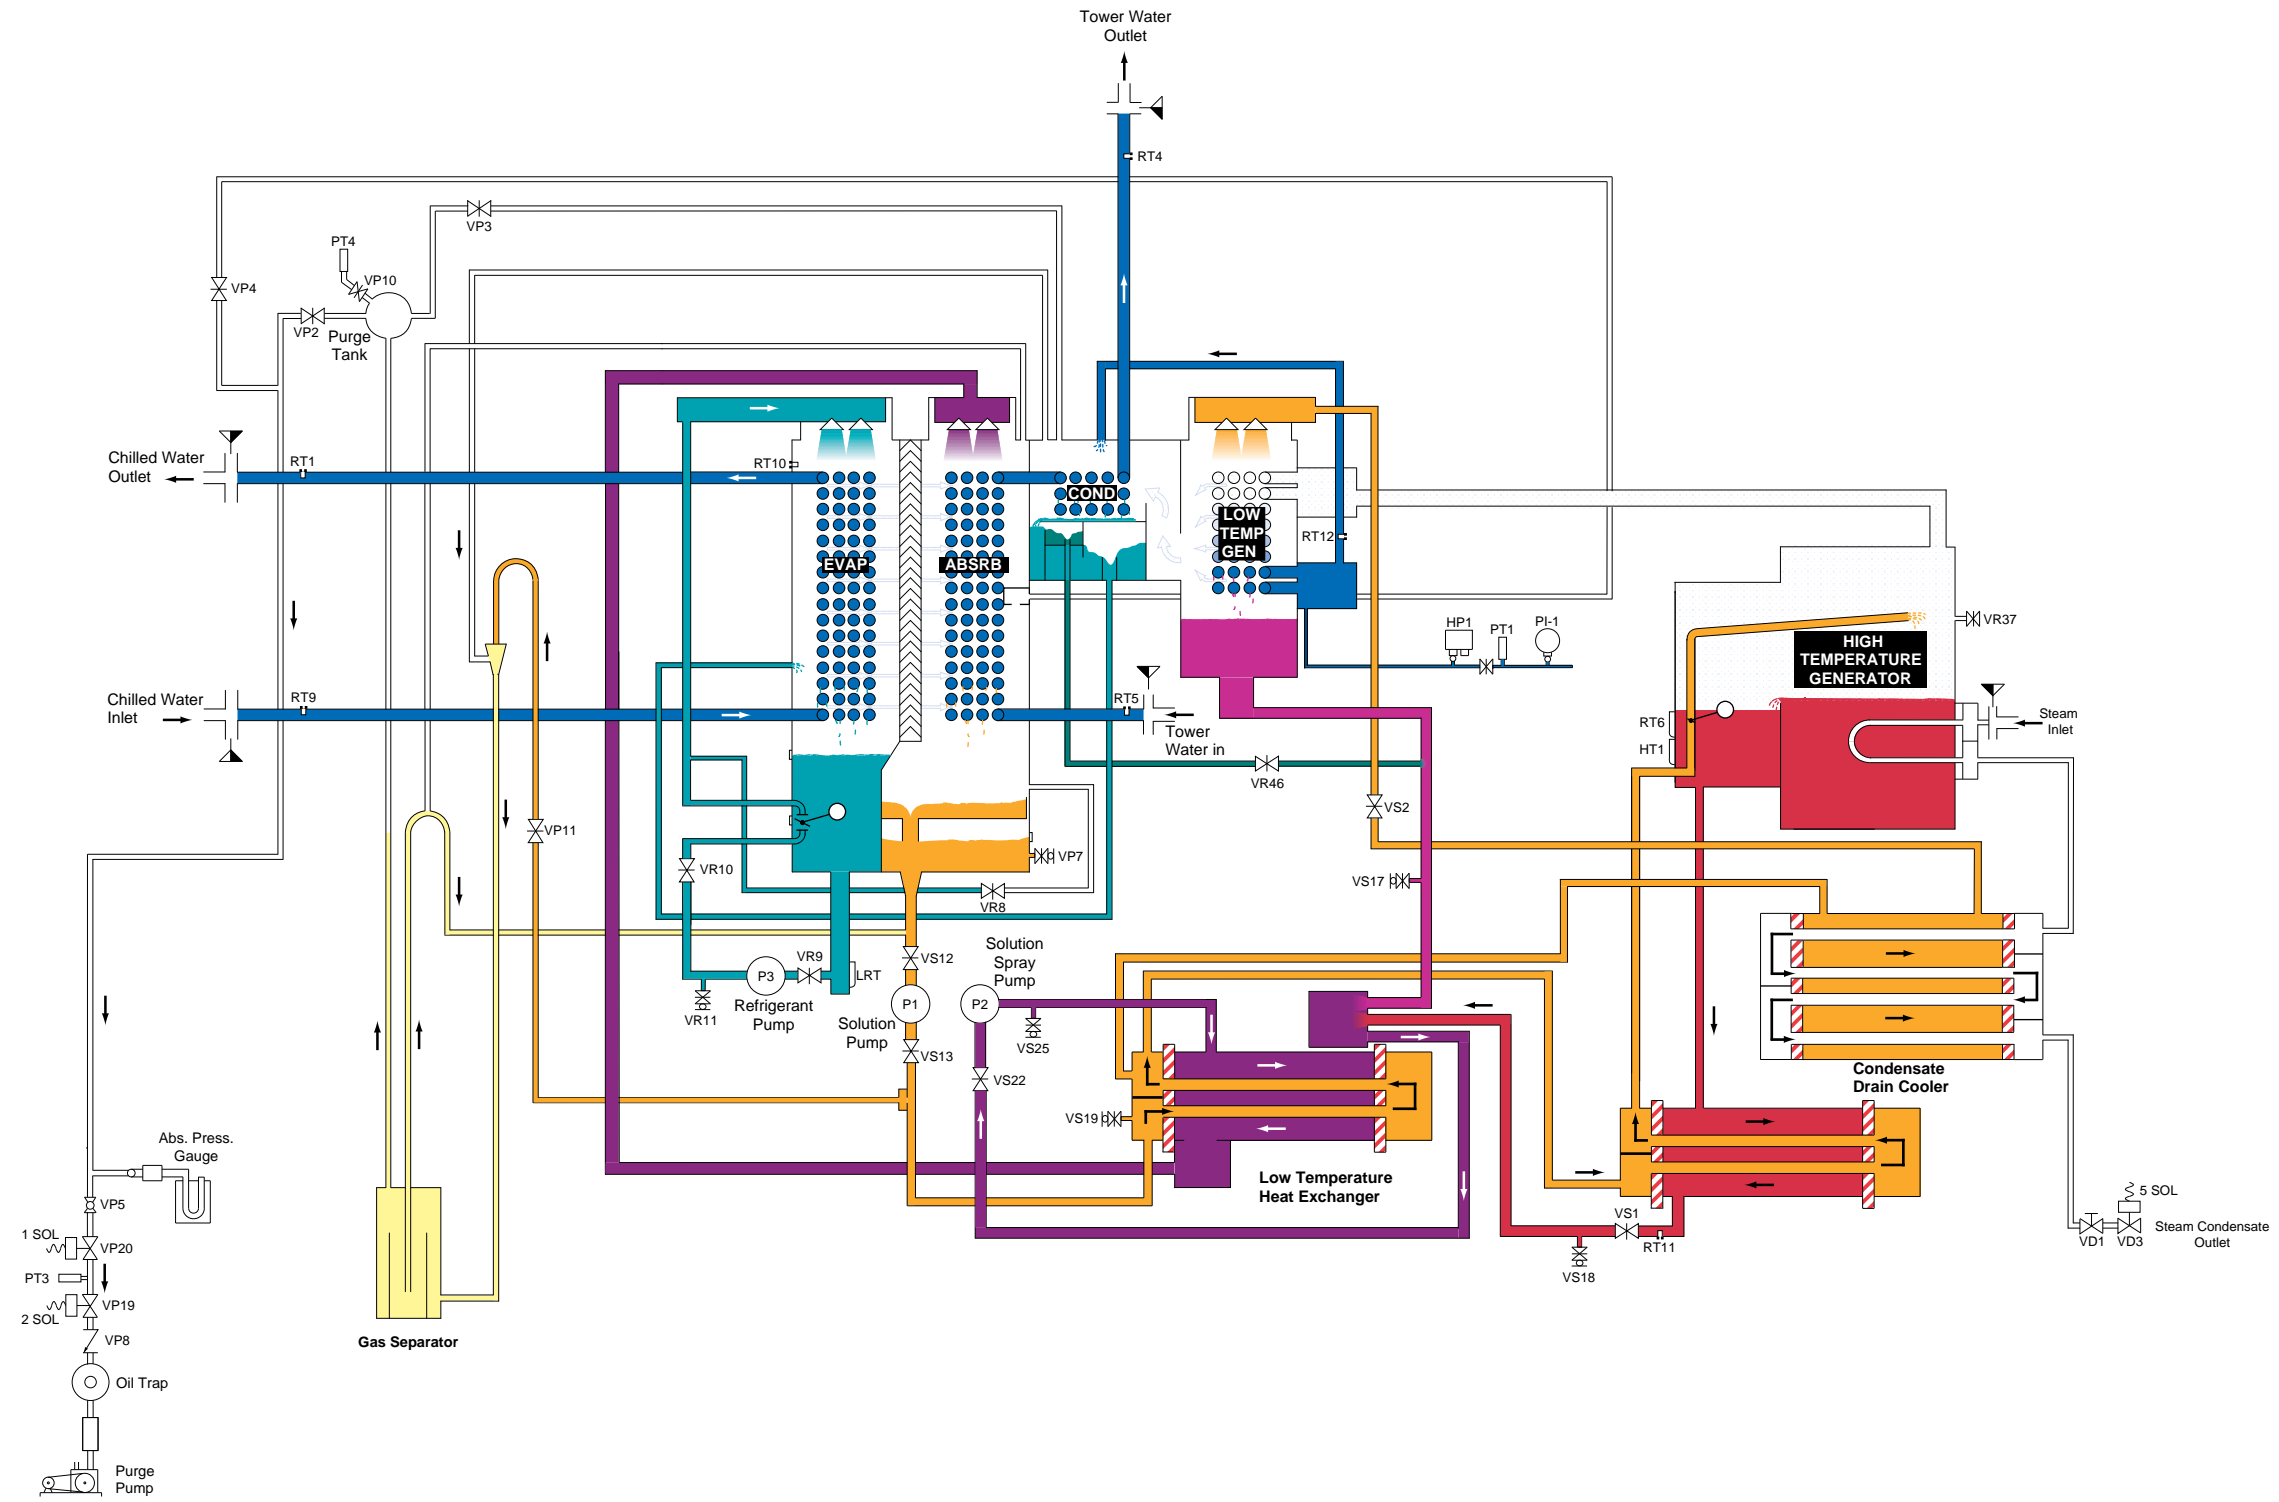 Tower Water
Outlet
RT4
VP3
PT4
VP10
VP4
VP2
Purge
Tank
Chilled Water
Outlet
RT1
RT10
COND
LOW
TEMP
GEN
RT12
EVAP
ABSRB
HP1
PT1
PI-1
VR37
HIGH
TEMPERATURE
GENERATOR
Chilled Water
Inlet
RT9
RT5
Tower
Water in
RT6
HT1
Steam
Inlet
VR46
VS2
VP11
VP7
VR10
VS17
VR8
VR9
LRT
P3
VR11
Refrigerant
Pump
VS12
P1
Solution
Pump
VS13
Solution
Spray
Pump
P2
VS25
VS22
VS19
Condensate
Drain Cooler
Abs. Press.
Gauge
Low Temperature
Heat Exchanger
VP5
1 SOL
VP20
PT3
VP19
2 SOL
VP8
VS1
RT11
VS18
5 SOL
VD1
VD3
Steam Condensate
Outlet
Gas Separator
Oil Trap
Purge
Pump